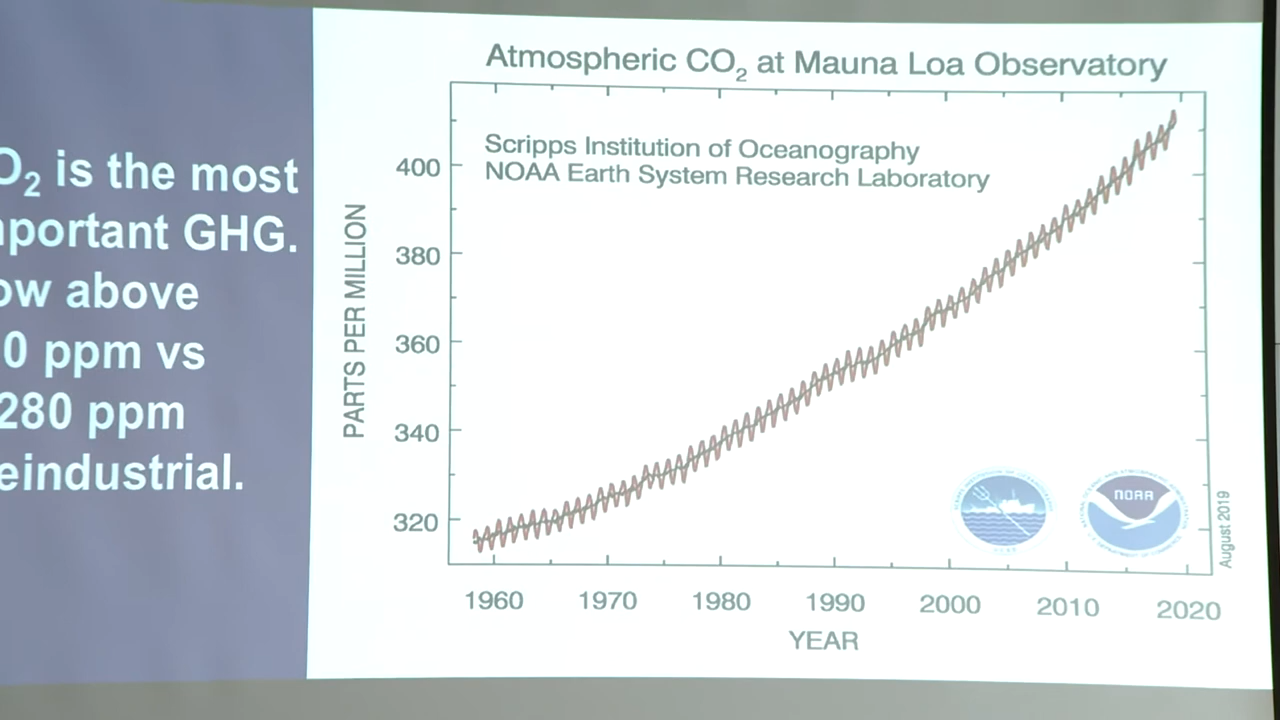 O2 is the most
mportant GHG.
ow above
0 ppm vs
280 ppm
eindustrial.
Atmospheric CO2 at Mauna Loa Observatory
Scripps Institution of Oceanography
NOAA Earth System Research Laboratory
PARTS PER MILLION
400
380
360
340
320
1960 1970 1980 1990 2000 2010 2020
YEAR
NOAA
August 2019